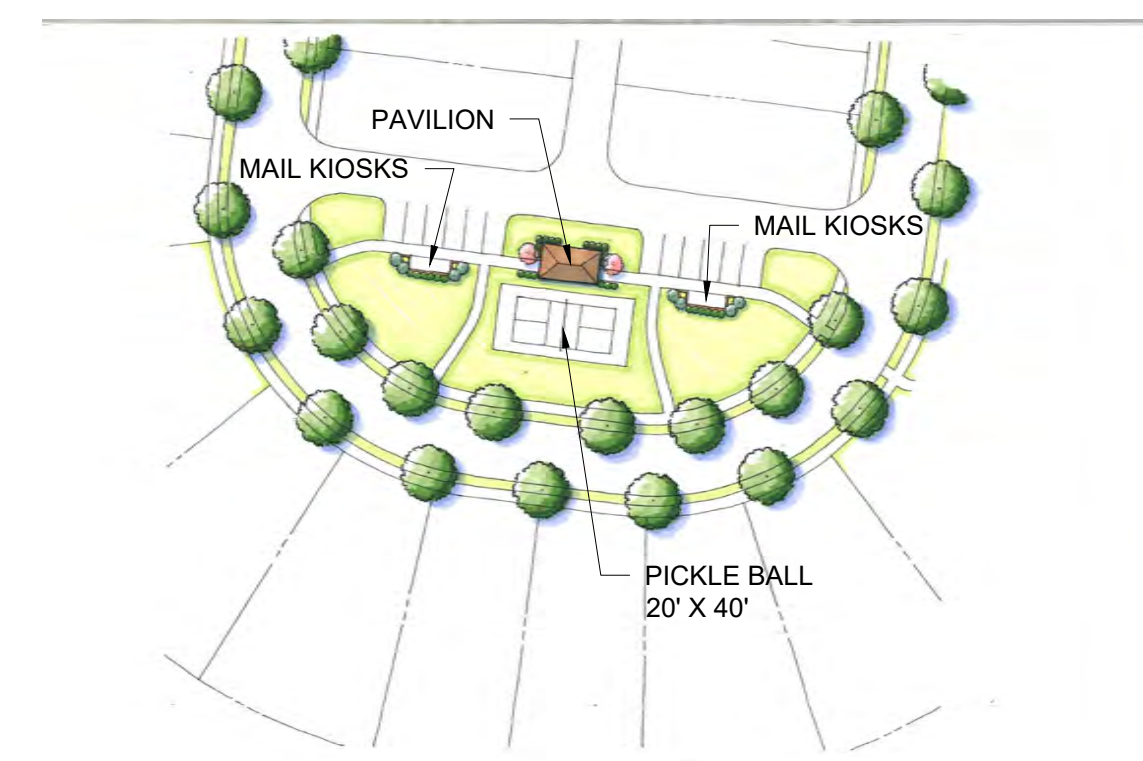 PAVILION
MAIL KIOSKS
MAIL KIOSKS
PICKLE BALL
20' X 40'